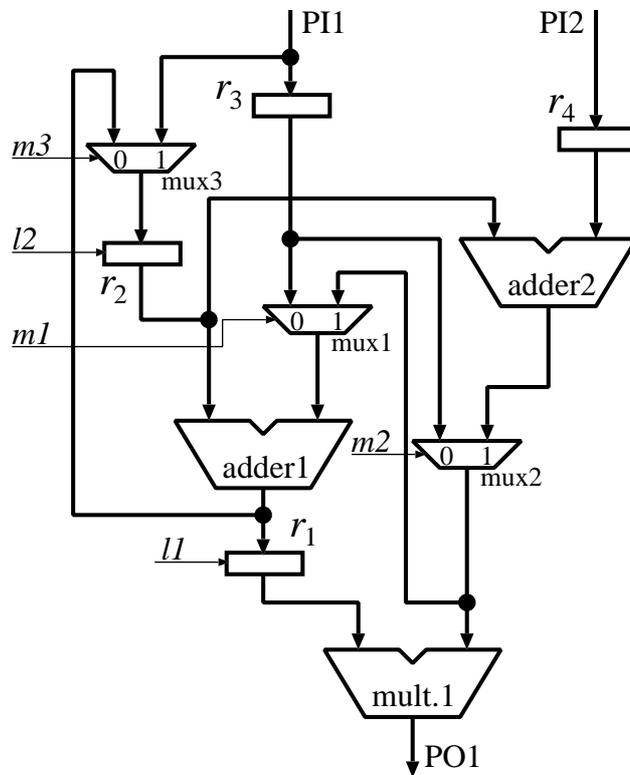 PI1
PI2
r3
r4
m3
0 1
mux3
l2
r2
adder2
m1
0 1
mux1
m2
0 1
mux2
adder1
r1
l1
mult.1
PO1